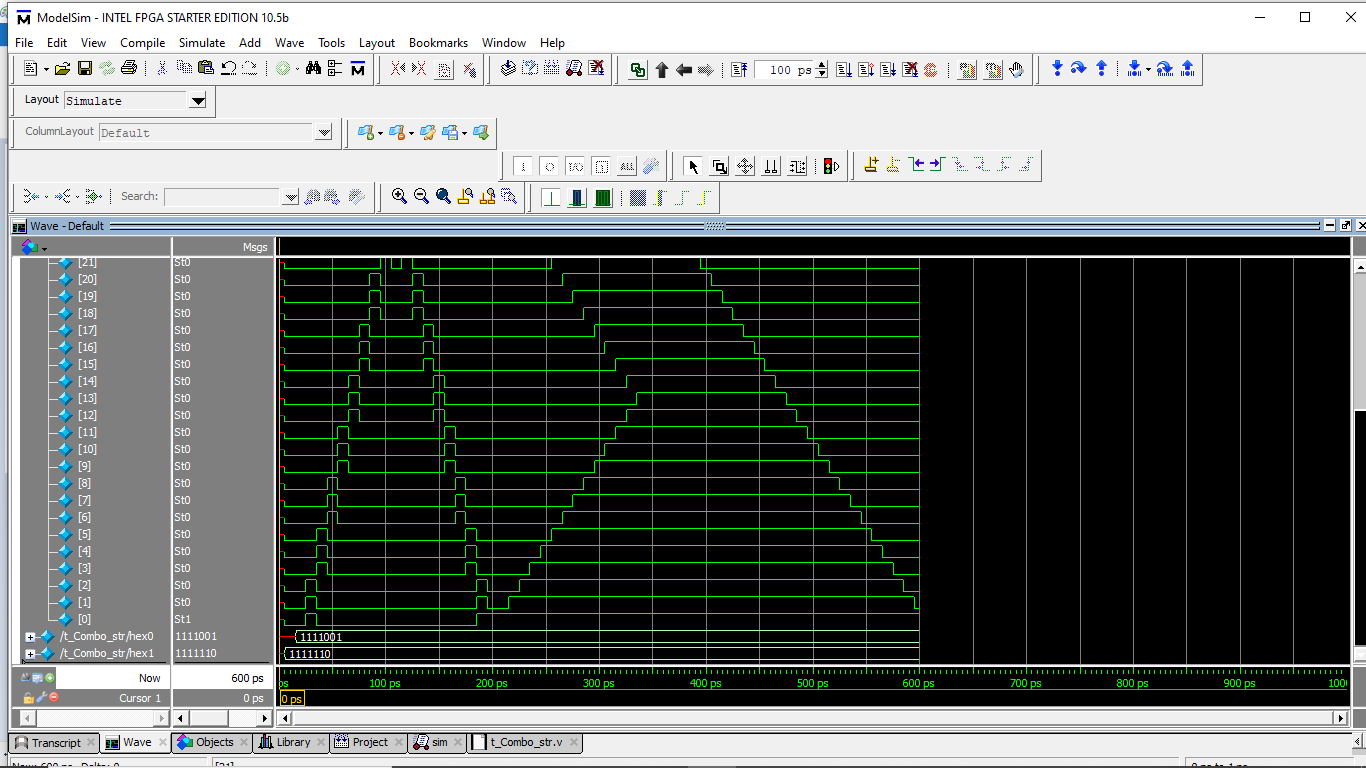 ModelSim - INTEL FPGA STARTER EDITION 10.5b
File Edit View Compile Simulate Add Wave Tools Layout Bookmarks Window Help
100 ps
Layout Simulate
ColumnLayout Default
ALL
Search:
Wave - Default
Msgs
[21] St0
[20] St0
[19] St0
[18] St0
[17] St0
[16] St0
[15] St0
[14] St0
[13] St0
[12] St0
[11] St0
[10] St0
[9] St0
[8] St0
[7] St0
[6] St0
[5] St0
[4] St0
[3] St0
[2] St0
[1] St0
[0] St1
/t_Combo_str/hex0 1111001 1111001
/t_Combo_str/hex1 1111110 1111110
Now 600 ps ps 100 ps 200 ps 300 ps 400 ps 500 ps 600 ps 700 ps 800 ps 900 ps 100
Cursor 1 0 ps 0 ps
Transcript Wave Objects Library Project sim t_Combo_str.v
Now: 600 ps Delta: 0 [21] 0 ps to 1 ns